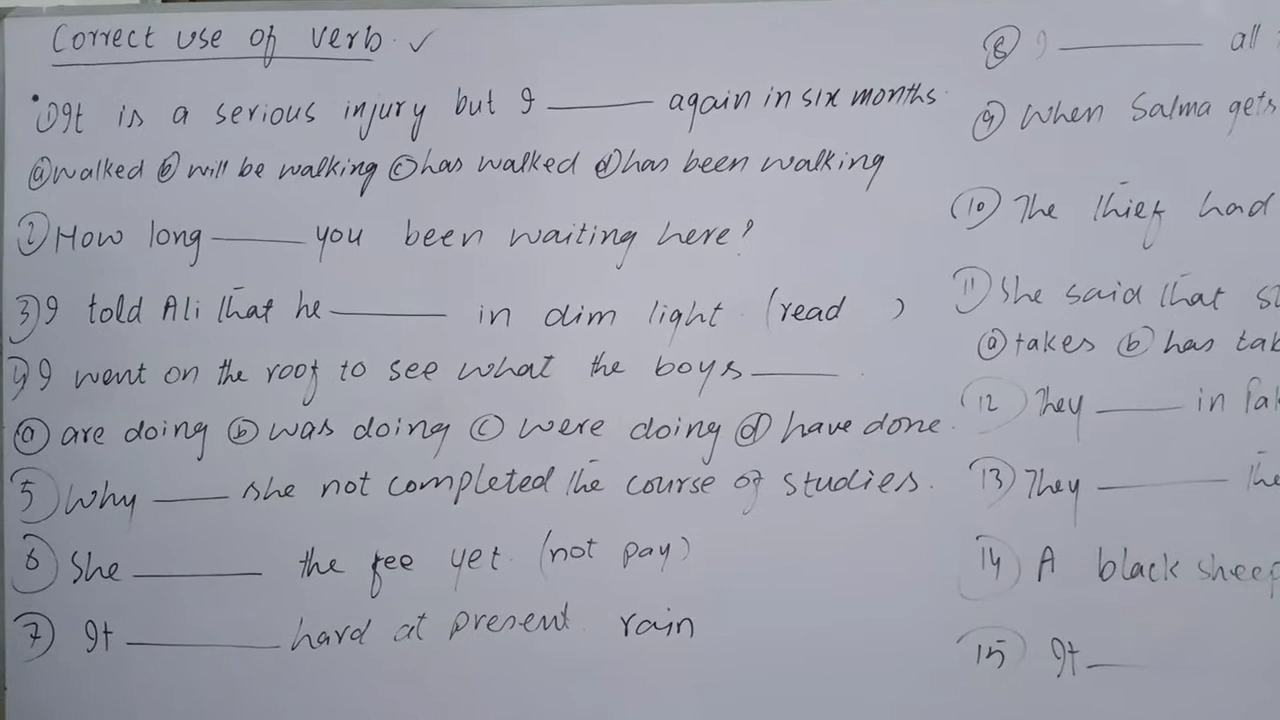 Correct use of verb. ✓
1) It is a serious injury but I ______ again in six months.
(a) walked (b) will be walking (c) has walked (d) has been walking
(2) How long ______ you been waiting here?
3) I told Ali that he ______ in dim light. (read )
4) I went on the roof to see what the boys ______ .
(a) are doing (b) was doing (c) were doing (d) have done.
(5) Why ______ she not completed the course of studies.
(6) She ______ the fee yet. (not pay)
(7) It ______ hard at present. rain
(8) I ______ all
(9) When Salma gets
(10) The thief had
11) She said that
(a) takes (b) has
(12) They ______ in
(13) They ______
(14) A black sheep
(15) It ______